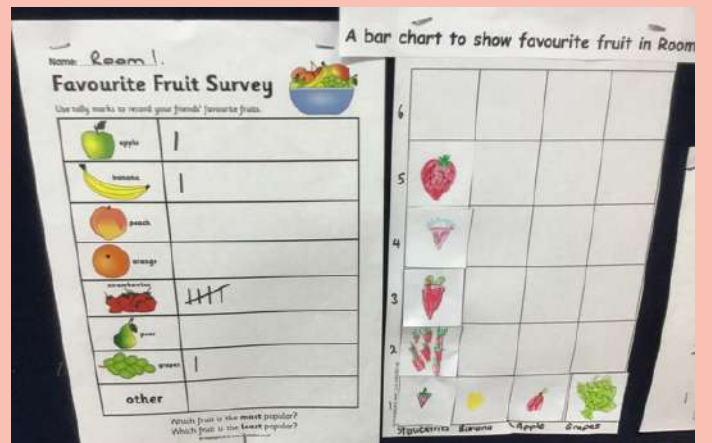 Name: Room 1.
Favourite Fruit Survey
Use tally marks to record your friends' favourite fruits.
apple
banana
peach
orange
strawberries
pear
grapes
other
Which fruit is the most popular?
Which fruit is the least popular?
A bar chart to show favourite fruit in Room
6
5
4
3
2
1
Banana Apple Grapes